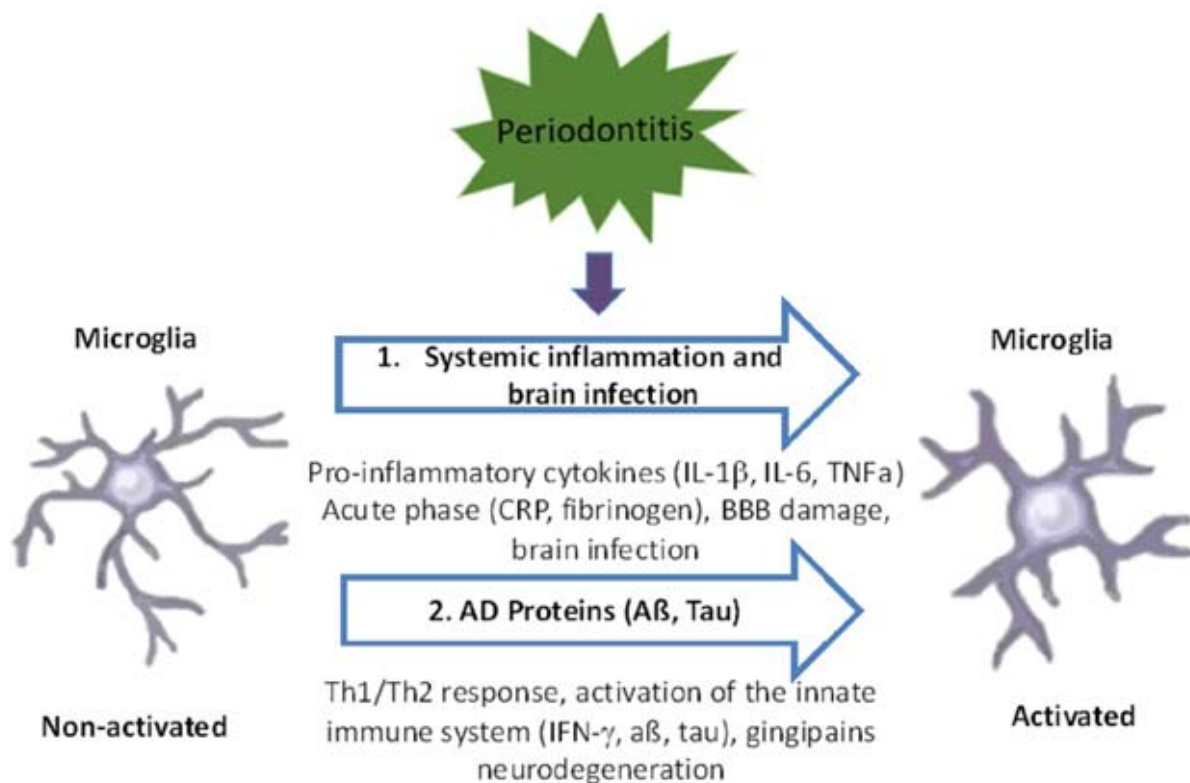 Periodontitis
Microglia
1. Systemic inflammation and
brain infection
Microglia
Pro-inflammatory cytokines (IL-1β, IL-6, TNFa)
Acute phase (CRP, fibrinogen), BBB damage,
brain infection
2. AD Proteins (Aß, Tau)
Th1/Th2 response, activation of the innate
immune system (IFN-γ, aß, tau), gingipains
neurodegeneration
Non-activated
Activated